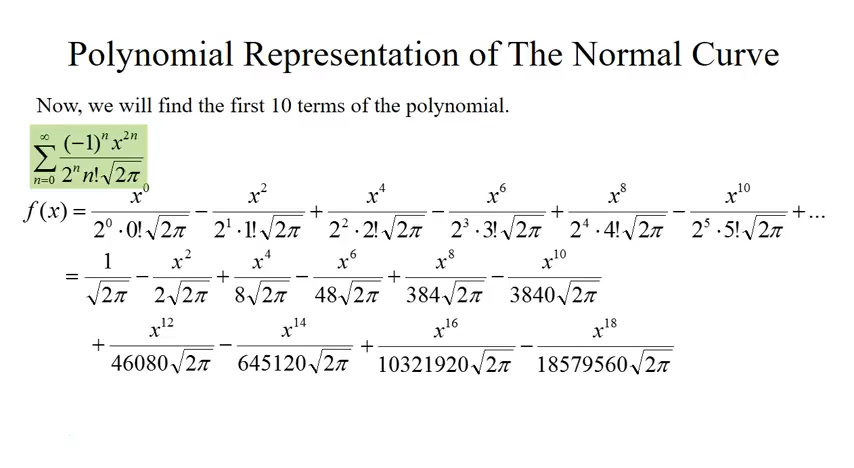 Polynomial Representation of The Normal Curve
Now, we will find the first 10 terms of the polynomial.
∑_{n=0}^{∞} (−1)^n x^{2n} / (2^n n!√(2π))
f(x) = x^0 / (2^0 · 0!√(2π)) − x^2 / (2^1 · 1!√(2π)) + x^4 / (2^2 · 2!√(2π)) − x^6 / (2^3 · 3!√(2π)) + x^8 / (2^4 · 4!√(2π)) − x^10 / (2^5 · 5!√(2π)) + ...
= 1 / √(2π) − x^2 / (2√(2π)) + x^4 / (8√(2π)) − x^6 / (48√(2π)) + x^8 / (384√(2π)) − x^10 / (3840√(2π))
+ x^12 / (46080√(2π)) − x^14 / (645120√(2π)) + x^16 / (10321920√(2π)) − x^18 / (18579560√(2π))